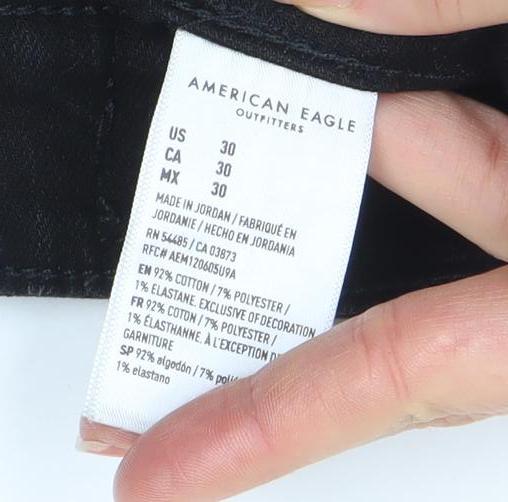 AMERICAN EAGLE
OUTFITTERS
US 30
CA 30
MX 30
MADE IN JORDAN / FABRIQUÉ EN
JORDANIE / HECHO EN JORDANIA
RN 54485 / CA 03873
RFC# AEM120605U9A
EN 92% COTTON / 7% POLYESTER /
1% ELASTANE. EXCLUSIVE OF DECORATION
FR 92% COTON / 7% POLYESTER /
1% ÉLASTHANNE. À L'EXCEPTION
GARNITURE
SP 92% algodón / 7%
1% elastano